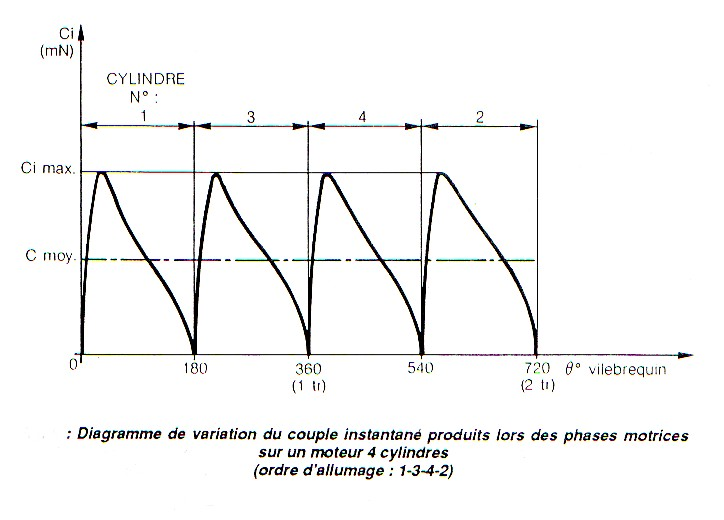 Ci
(mN)
CYLINDRE
N° :
1 3 4 2
Ci max.
C moy.
0 180 360 540 720 θ° vilebrequin
(1 tr) (2 tr)
: Diagramme de variation du couple instantané produits lors des phases motrices
sur un moteur 4 cylindres
(ordre d'allumage : 1-3-4-2)